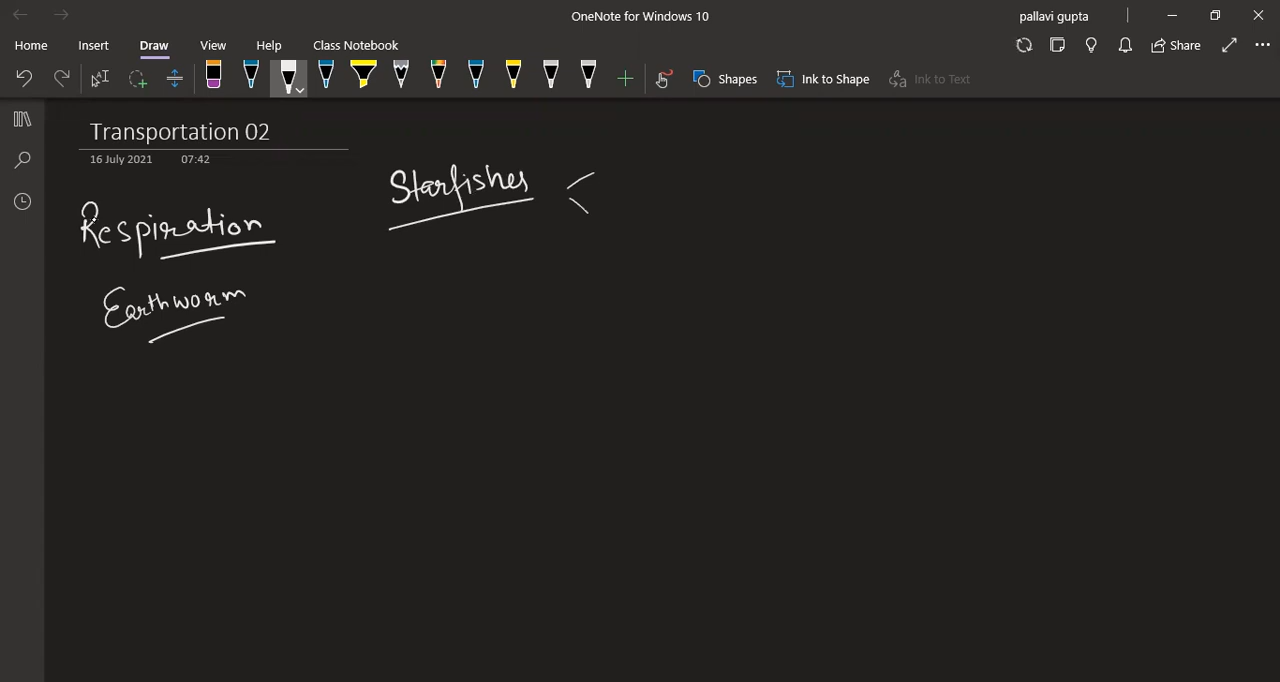 OneNote for Windows 10
pallavi gupta
Home Insert Draw View Help Class Notebook
Share
Shapes Ink to Shape Ink to Text
Transportation 02
16 July 2021 07:42
Starfishes
Respiration
Earthworm